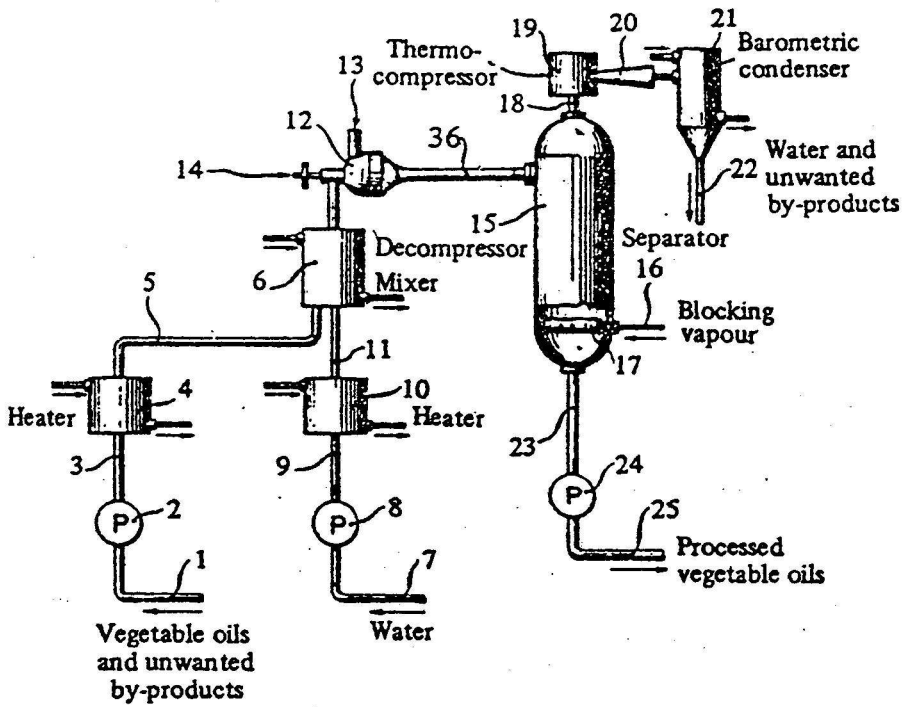 19
20
21
Thermo-
compressor
Barometric
condenser
18
13
12
36
14
22
Water and
unwanted
by-products
15
Separator
Decompressor
6
Mixer
16
5
Blocking
vapour
11
17
4
10
Heater
Heater
3
9
23
P
2
P
8
P
24
25
1
7
Processed
vegetable oils
Vegetable oils
and unwanted
by-products
Water